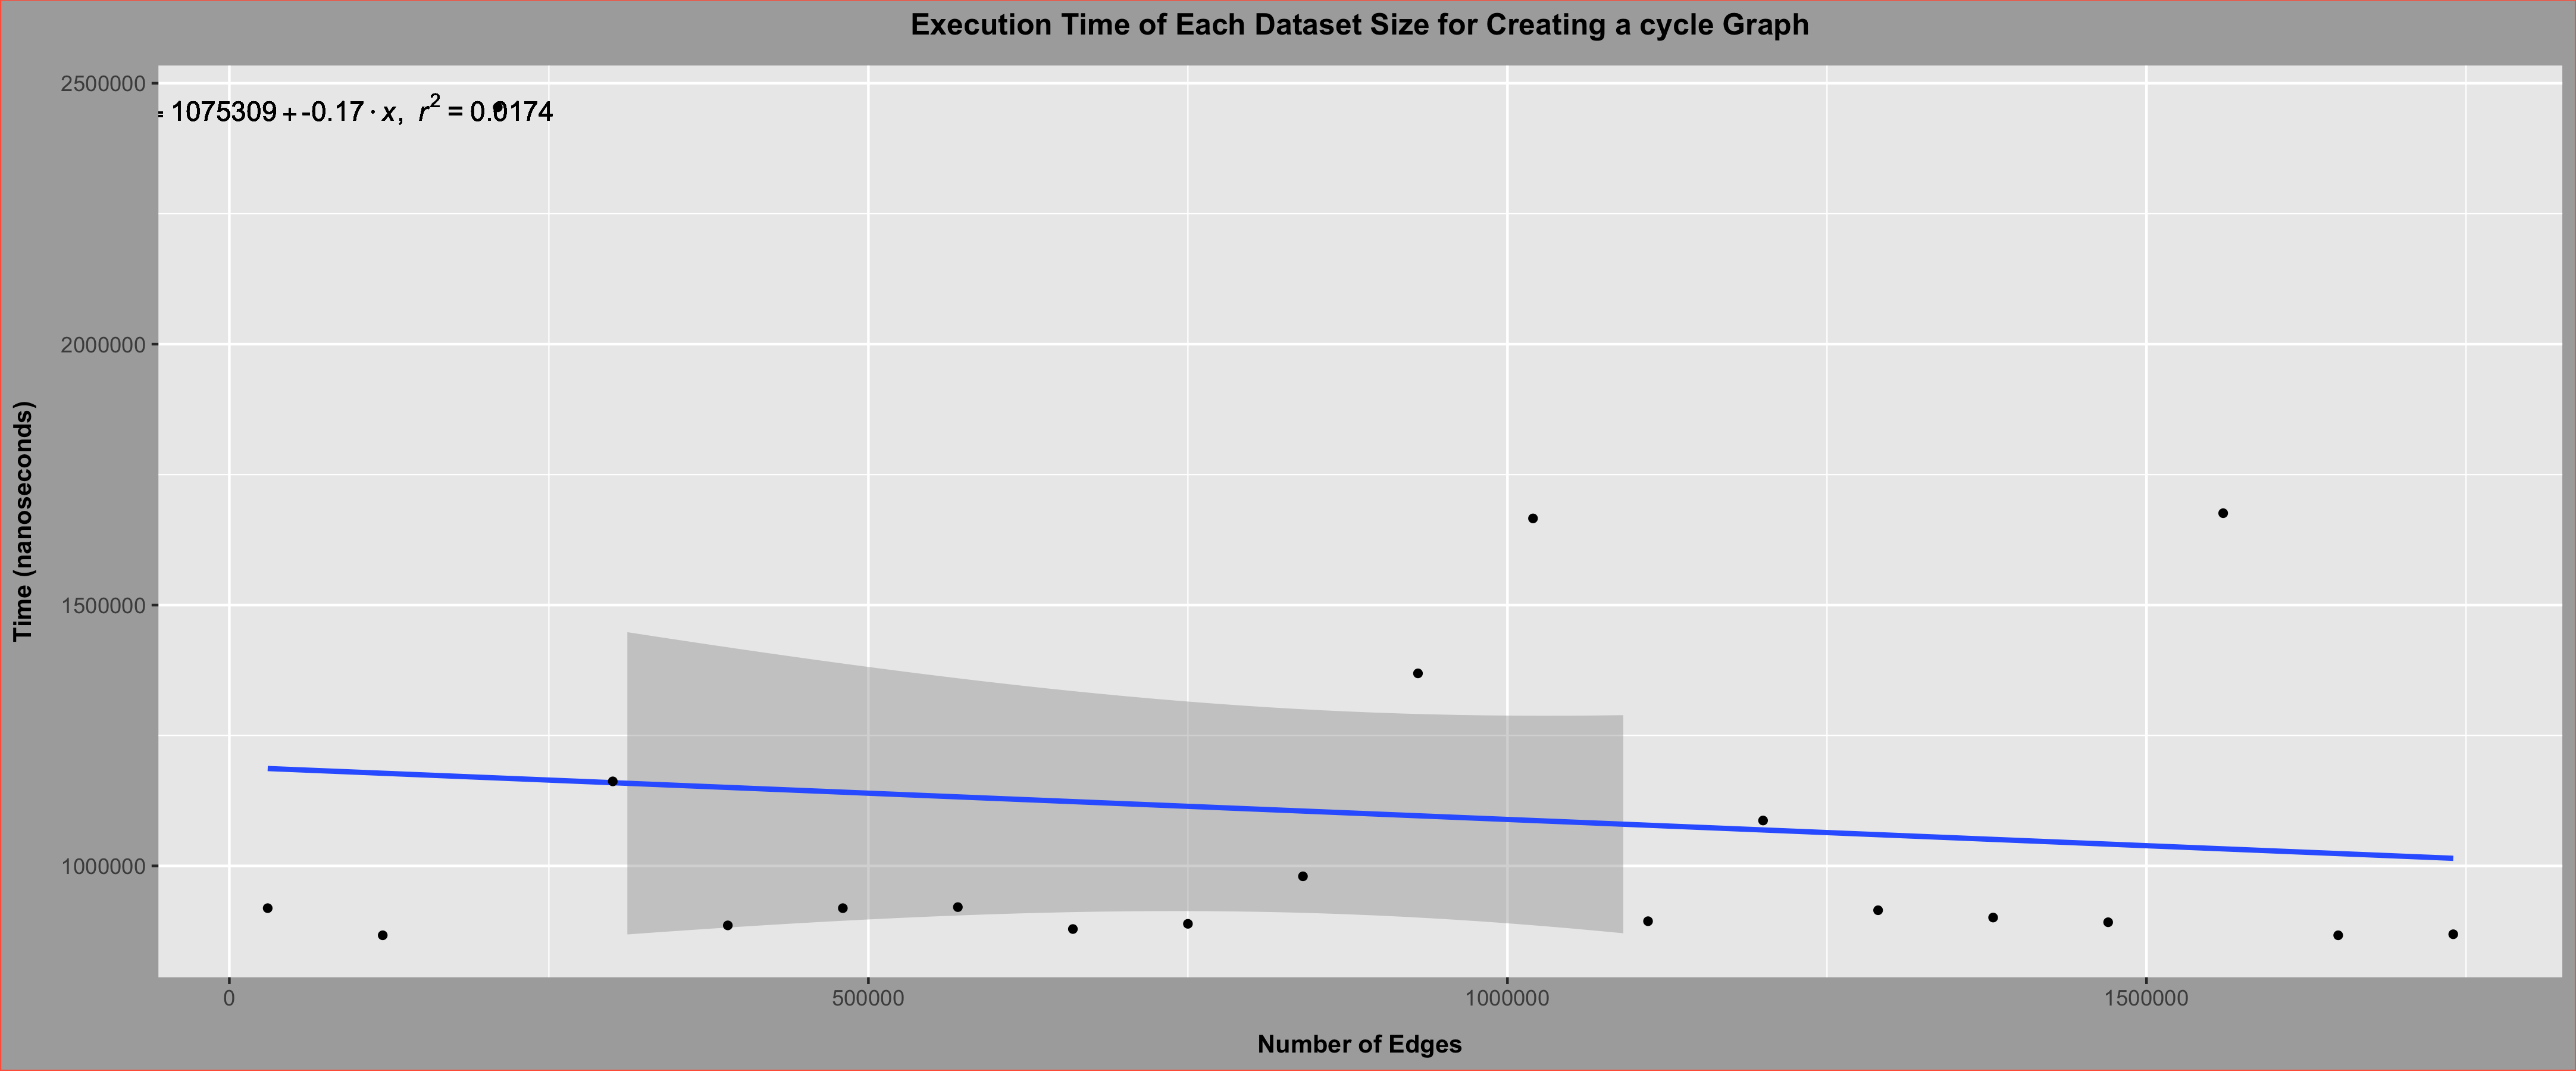 Execution Time of Each Dataset Size for Creating a cycle Graph
2500000
= 1075309 + -0.17 · x, r² = 0.0174
2000000
1500000
1000000
Time (nanoseconds)
0 500000 1000000 1500000
Number of Edges